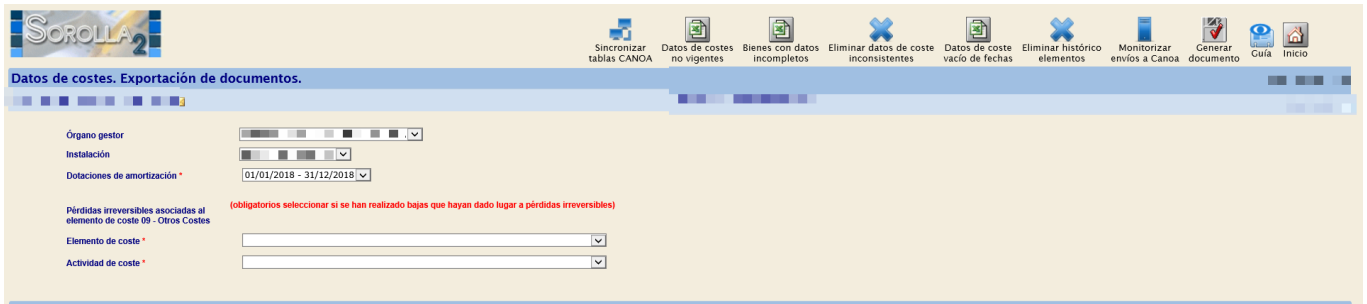 SOROLLA2
Sincronizar
tablas CANOA
Datos de costes
no vigentes
Bienes con datos
incompletos
Eliminar datos de coste
inconsistentes
Datos de coste
vacío de fechas
Eliminar histórico
elementos
Monitorizar
envíos a Canoa
Generar
documento
Guía
Inicio
Datos de costes. Exportación de documentos.
Órgano gestor
Instalación
Dotaciones de amortización *
01/01/2018 - 31/12/2018
Pérdidas irreversibles asociadas al
elemento de coste 09 - Otros Costes
(obligatorios seleccionar si se han realizado bajas que hayan dado lugar a pérdidas irreversibles)
Elemento de coste *
Actividad de coste *